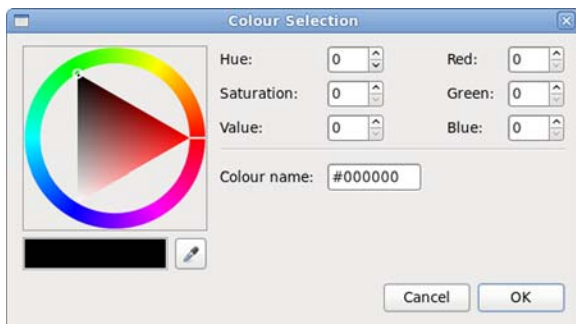 Colour Selection
Hue: 0 Red: 0
Saturation: 0 Green: 0
Value: 0 Blue: 0
Colour name: #000000
Cancel OK